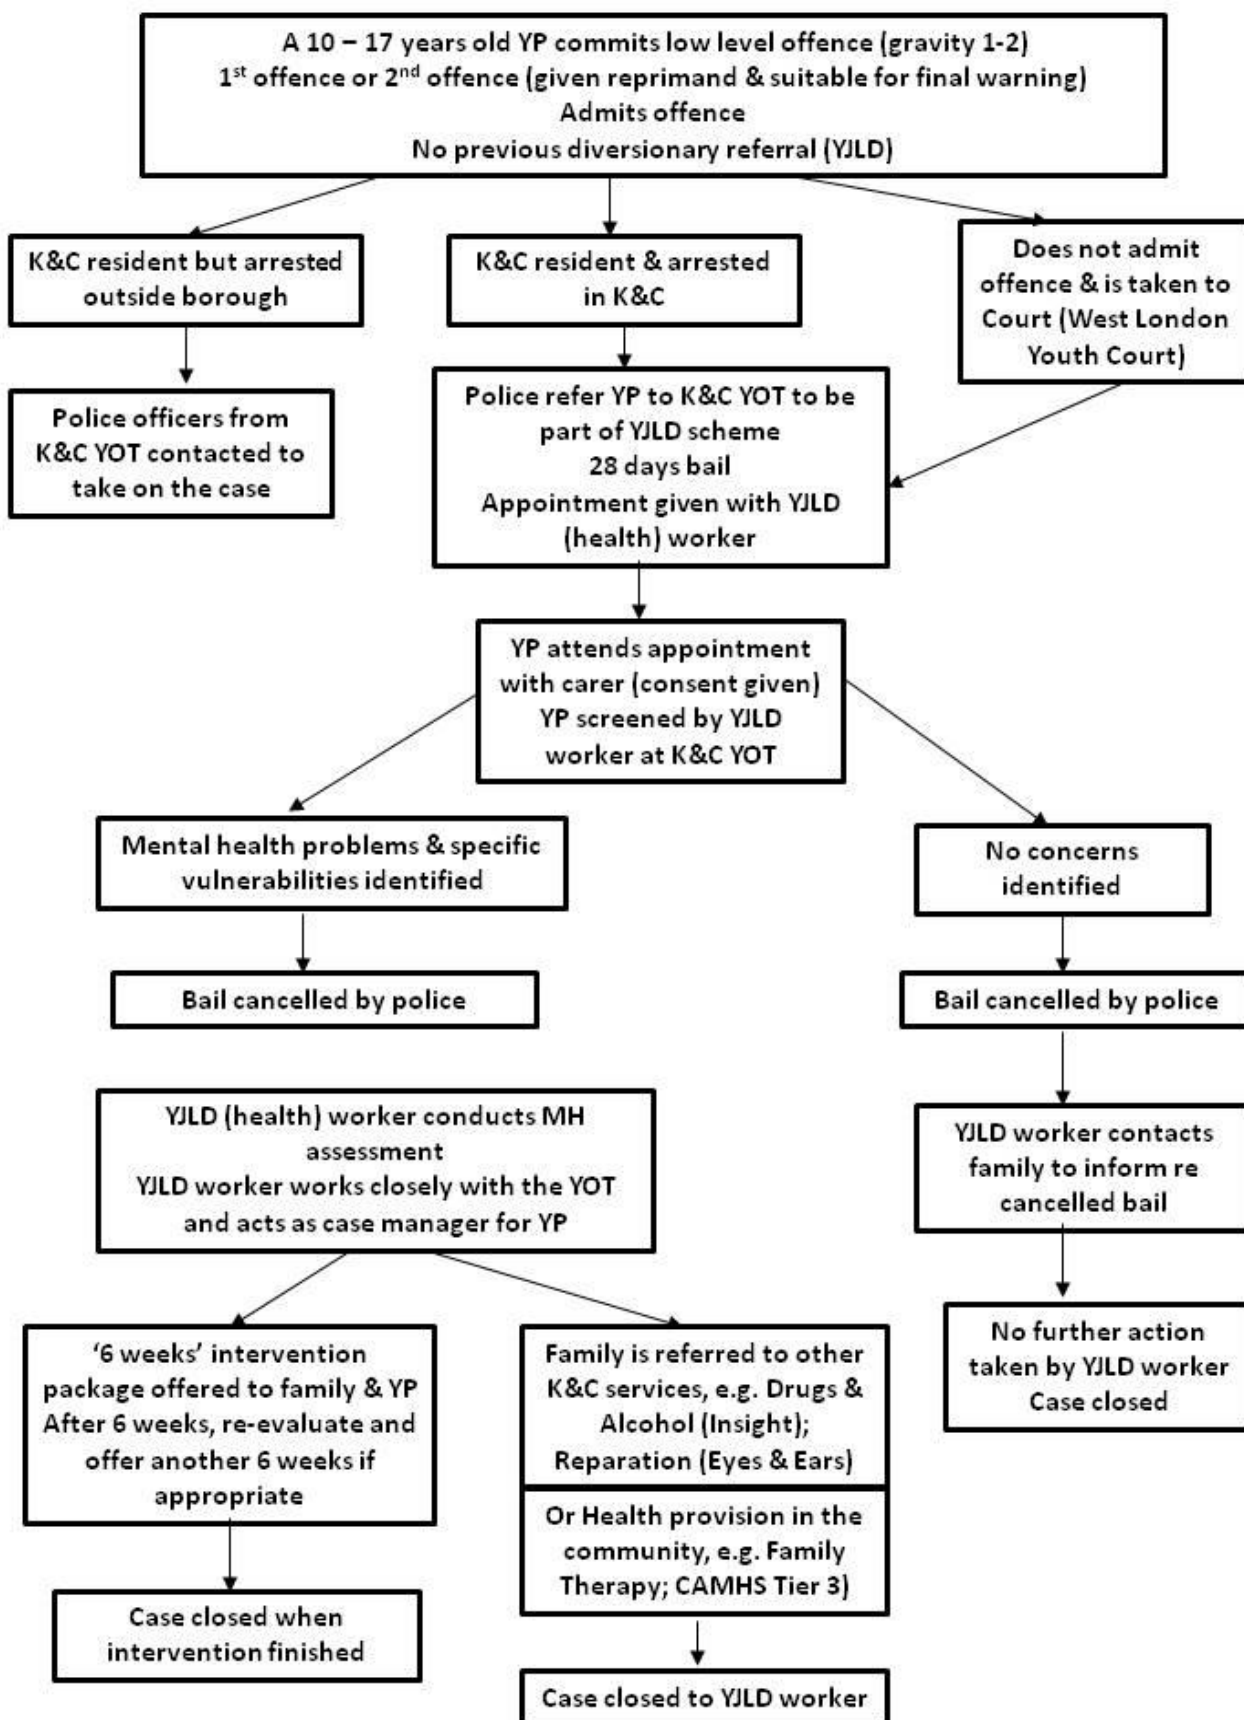 A 10 – 17 years old YP commits low level offence (gravity 1-2)
1st offence or 2nd offence (given reprimand & suitable for final warning)
Admits offence
No previous diversionary referral (YJLD)
K&C resident but arrested
outside borough
K&C resident & arrested
in K&C
Does not admit
offence & is taken to
Court (West London
Youth Court)
Police officers from
K&C YOT contacted to
take on the case
Police refer YP to K&C YOT to be
part of YJLD scheme
28 days bail
Appointment given with YJLD
(health) worker
YP attends appointment
with carer (consent given)
YP screened by YJLD
worker at K&C YOT
Mental health problems & specific
vulnerabilities identified
No concerns
identified
Bail cancelled by police
Bail cancelled by police
YJLD (health) worker conducts MH
assessment
YJLD worker works closely with the YOT
and acts as case manager for YP
YJLD worker contacts
family to inform re
cancelled bail
‘6 weeks’ intervention
package offered to family & YP
After 6 weeks, re-evaluate and
offer another 6 weeks if
appropriate
Family is referred to other
K&C services, e.g. Drugs &
Alcohol (Insight);
Reparation (Eyes & Ears)
Or Health provision in the
community, e.g. Family
Therapy; CAMHS Tier 3)
No further action
taken by YJLD worker
Case closed
Case closed when
intervention finished
Case closed to YJLD worker